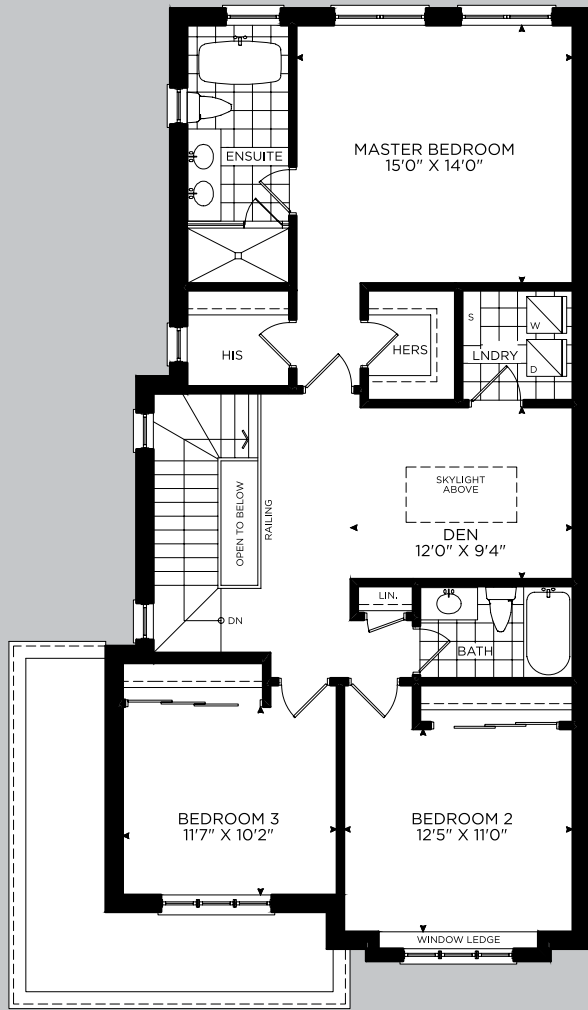 MASTER BEDROOM
15'0" X 14'0"
ENSUITE
HIS
HERS
S
W
LNDRY
D
SKYLIGHT
ABOVE
OPEN TO BELOW
RAILING
DEN
12'0" X 9'4"
LIN.
DN
BATH
BEDROOM 3
11'7" X 10'2"
BEDROOM 2
12'5" X 11'0"
WINDOW LEDGE